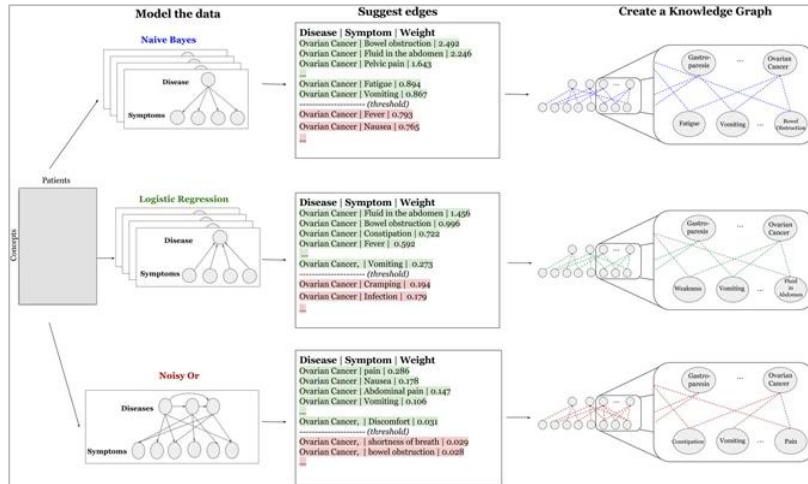 Model the data
Suggest edges
Create a Knowledge Graph
Naive Bayes
Disease
Symptoms
Disease | Symptom | Weight
Ovarian Cancer | Bowel obstruction | 2.492
Ovarian Cancer | Fluid in the abdomen | 2.246
Ovarian Cancer | Pelvic pain | 1.643
...
Ovarian Cancer | Fatigue | 0.894
Ovarian Cancer | Vomiting | 0.867
-------------------- (threshold)
Ovarian Cancer | Fever | 0.793
Ovarian Cancer | Nausea | 0.765
...
Gastro-
paresis
...
Ovarian
Cancer
Fatigue
Vomiting
...
Bowel
Obstruction
Patients
Concepts
Logistic Regression
Disease
Symptoms
Disease | Symptom | Weight
Ovarian Cancer | Fluid in the abdomen | 1.456
Ovarian Cancer | Bowel obstruction | 0.996
Ovarian Cancer | Constipation | 0.722
Ovarian Cancer | Fever | 0.592
...
Ovarian Cancer, | Vomiting | 0.273
-------------------- (threshold)
Ovarian Cancer | Cramping | 0.194
Ovarian Cancer | Infection | 0.179
...
Gastro-
paresis
...
Ovarian
Cancer
Weakness
Vomiting
...
Fluid
in
Abdomen
Noisy Or
Diseases
Symptoms
Disease | Symptom | Weight
Ovarian Cancer | pain | 0.286
Ovarian Cancer | Nausea | 0.178
Ovarian Cancer | Abdominal pain | 0.147
Ovarian Cancer | Vomiting | 0.106
...
Ovarian Cancer, | Discomfort | 0.031
-------------------- (threshold)
Ovarian Cancer, | shortness of breath | 0.029
Ovarian Cancer, | bowel obstruction | 0.028
...
Gastro-
paresis
...
Ovarian
Cancer
Constipation
Vomiting
...
Pain